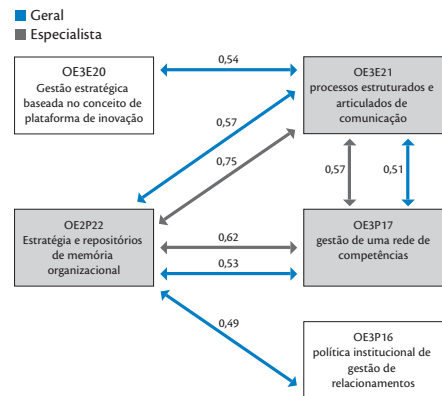 Geral
Especialista
OE3E20
Gestão estratégica
baseada no conceito de
plataforma de inovação
0,54
OE3E21
processos estruturados e
articulados de
comunicação
0,57
0,75
0,57
0,51
OE2P22
Estratégia e repositórios
de memória
organizacional
0,62
0,53
OE3P17
gestão de uma rede de
competências
0,49
OE3P16
política institucional de
gestão de
relacionamentos